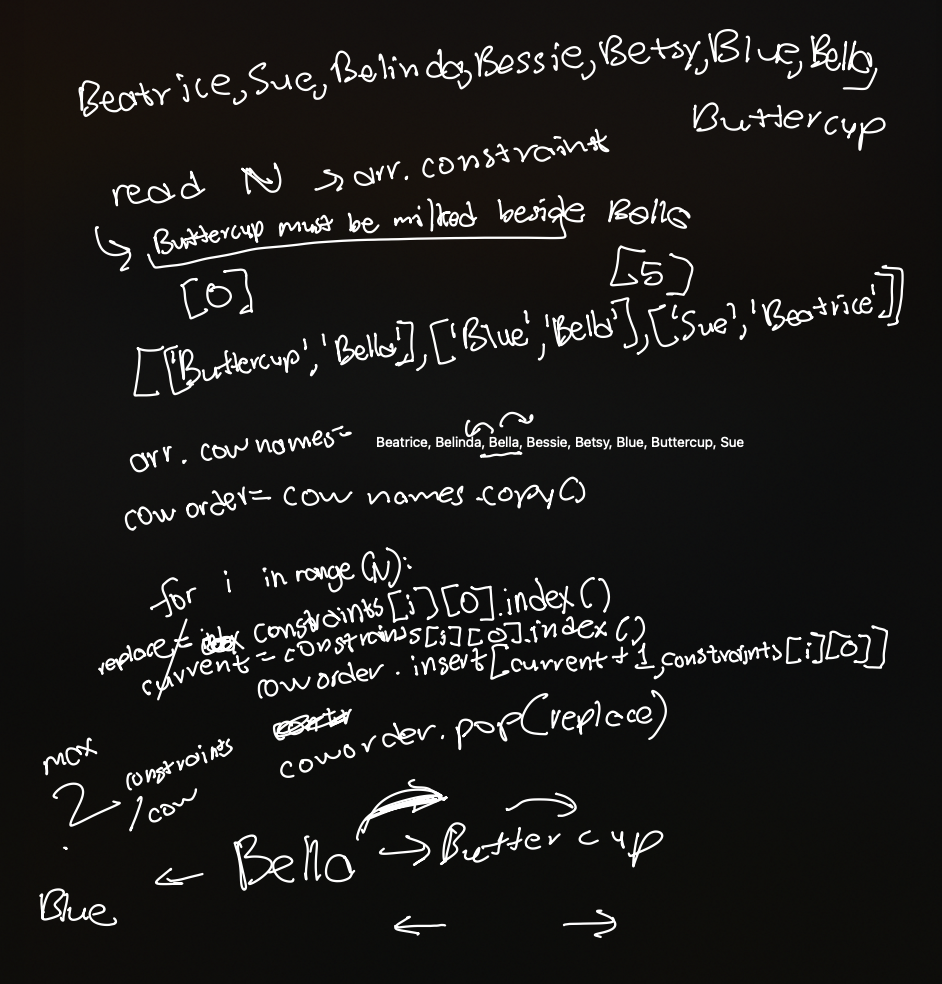 Beatrice, Sue, Belinda, Bessie, Betsy, Blue, Bella,
Buttercup
read N → arr. constraint
↳ Buttercup must be milked beside Bella
[0] [5]
[['Buttercup', 'Bella'], ['Blue', 'Bella'], ['Sue', 'Beatrice']]
arr. cow names= Beatrice, Belinda, Bella, Bessie, Betsy, Blue, Buttercup, Sue
cow order= cow names.copy()
for i in range (N):
replace= constraints[i][0].index()
current = constrains[i][0].index()
cow order . insert[current + 1, constraints[i][0]]
coworder.pop(replace)
max
2 → constraints
/cow
← Bella → Buttercup
Blue
← →